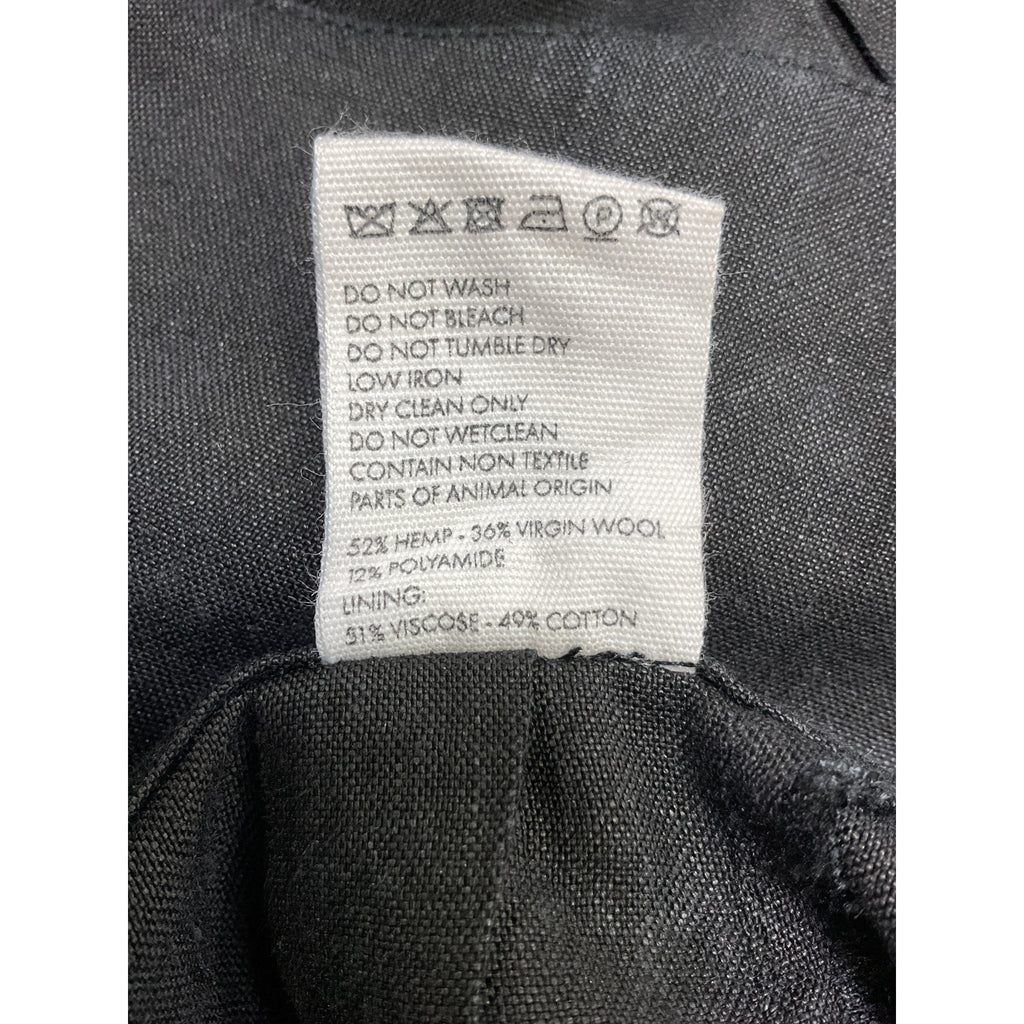 P W
DO NOT WASH
DO NOT BLEACH
DO NOT TUMBLE DRY
LOW IRON
DRY CLEAN ONLY
DO NOT WETCLEAN
CONTAIN NON TEXTILE
PARTS OF ANIMAL ORIGIN
52% HEMP - 36% VIRGIN WOOL
12% POLYAMIDE
LINING:
51% VISCOSE - 49% COTTON